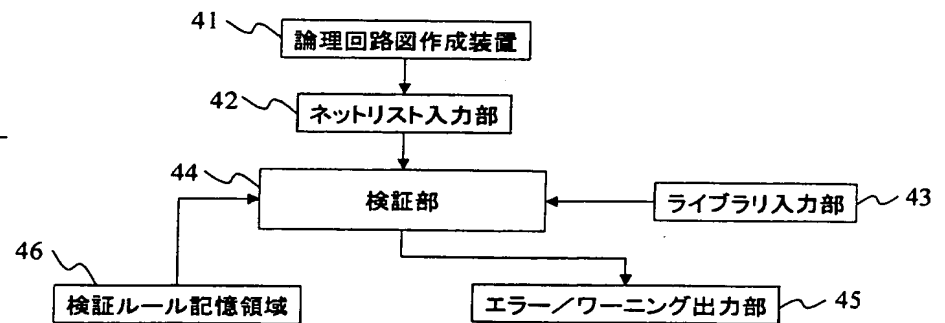 41
論理回路図作成装置
42
ネットリスト入力部
44
検証部
ライブラリ入力部
43
46
検証ルール記憶領域
エラー／ワーニング出力部
45